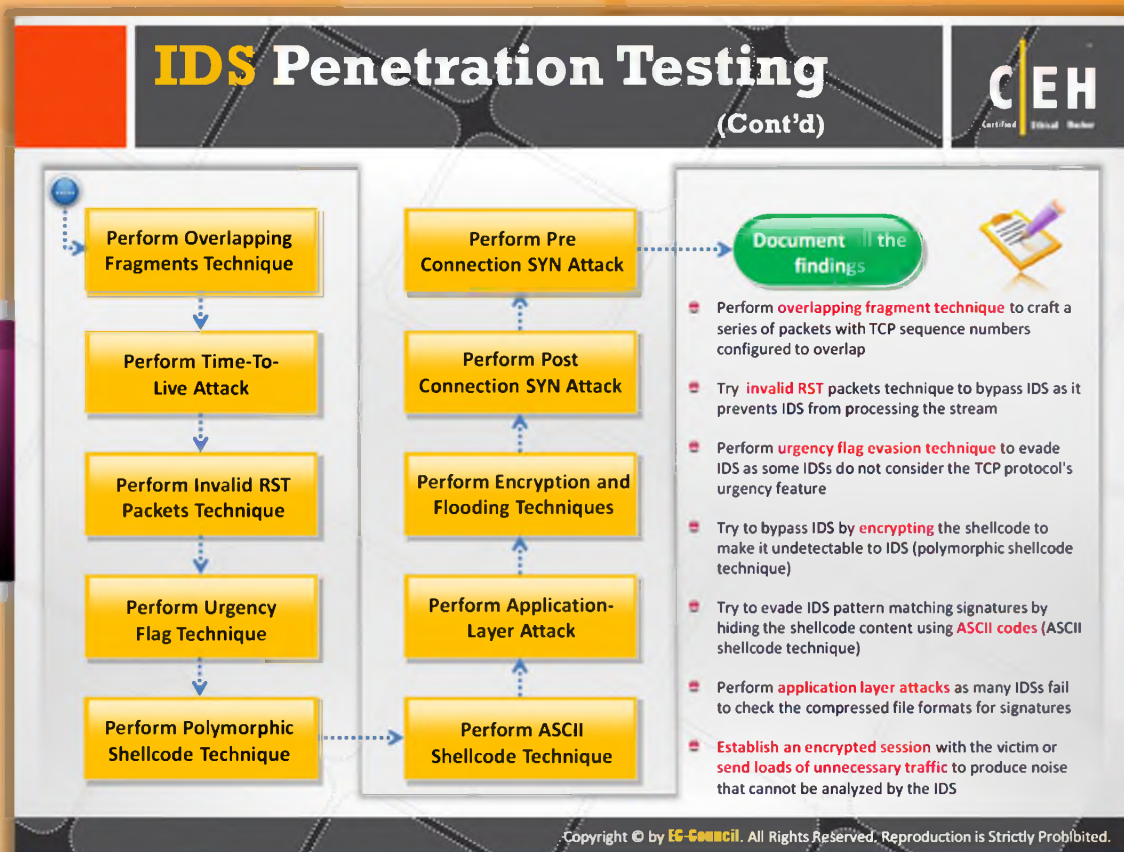 IDS Penetration Testing
(Cont'd)
C EH
Certified Ethical Hacker
Perform Overlapping
Fragments Technique
Perform Time-To-
Live Attack
Perform Invalid RST
Packets Technique
Perform Urgency
Flag Technique
Perform Polymorphic
Shellcode Technique
Perform Pre
Connection SYN Attack
Perform Post
Connection SYN Attack
Perform Encryption and
Flooding Techniques
Perform Application-
Layer Attack
Perform ASCII
Shellcode Technique
Document the
findings
Perform overlapping fragment technique to craft a
series of packets with TCP sequence numbers
configured to overlap
Try invalid RST packets technique to bypass IDS as it
prevents IDS from processing the stream
Perform urgency flag evasion technique to evade
IDS as some IDSs do not consider the TCP protocol's
urgency feature
Try to bypass IDS by encrypting the shellcode to
make it undetectable to IDS (polymorphic shellcode
technique)
Try to evade IDS pattern matching signatures by
hiding the shellcode content using ASCII codes (ASCII
shellcode technique)
Perform application layer attacks as many IDSs fail
to check the compressed file formats for signatures
Establish an encrypted session with the victim or
send loads of unnecessary traffic to produce noise
that cannot be analyzed by the IDS
Copyright © by EC-Council. All Rights Reserved. Reproduction is Strictly Prohibited.